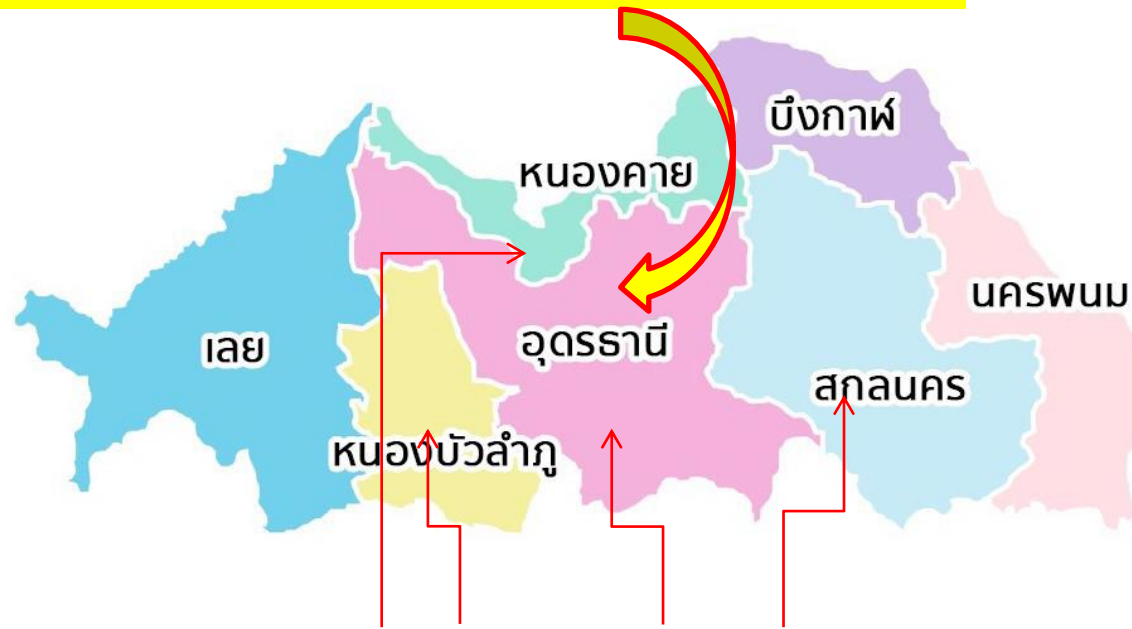 บึงกาฬ
หนองคาย
นครพนม
เลย
อุดรธานี
สกลนคร
หนองบัวลำภู